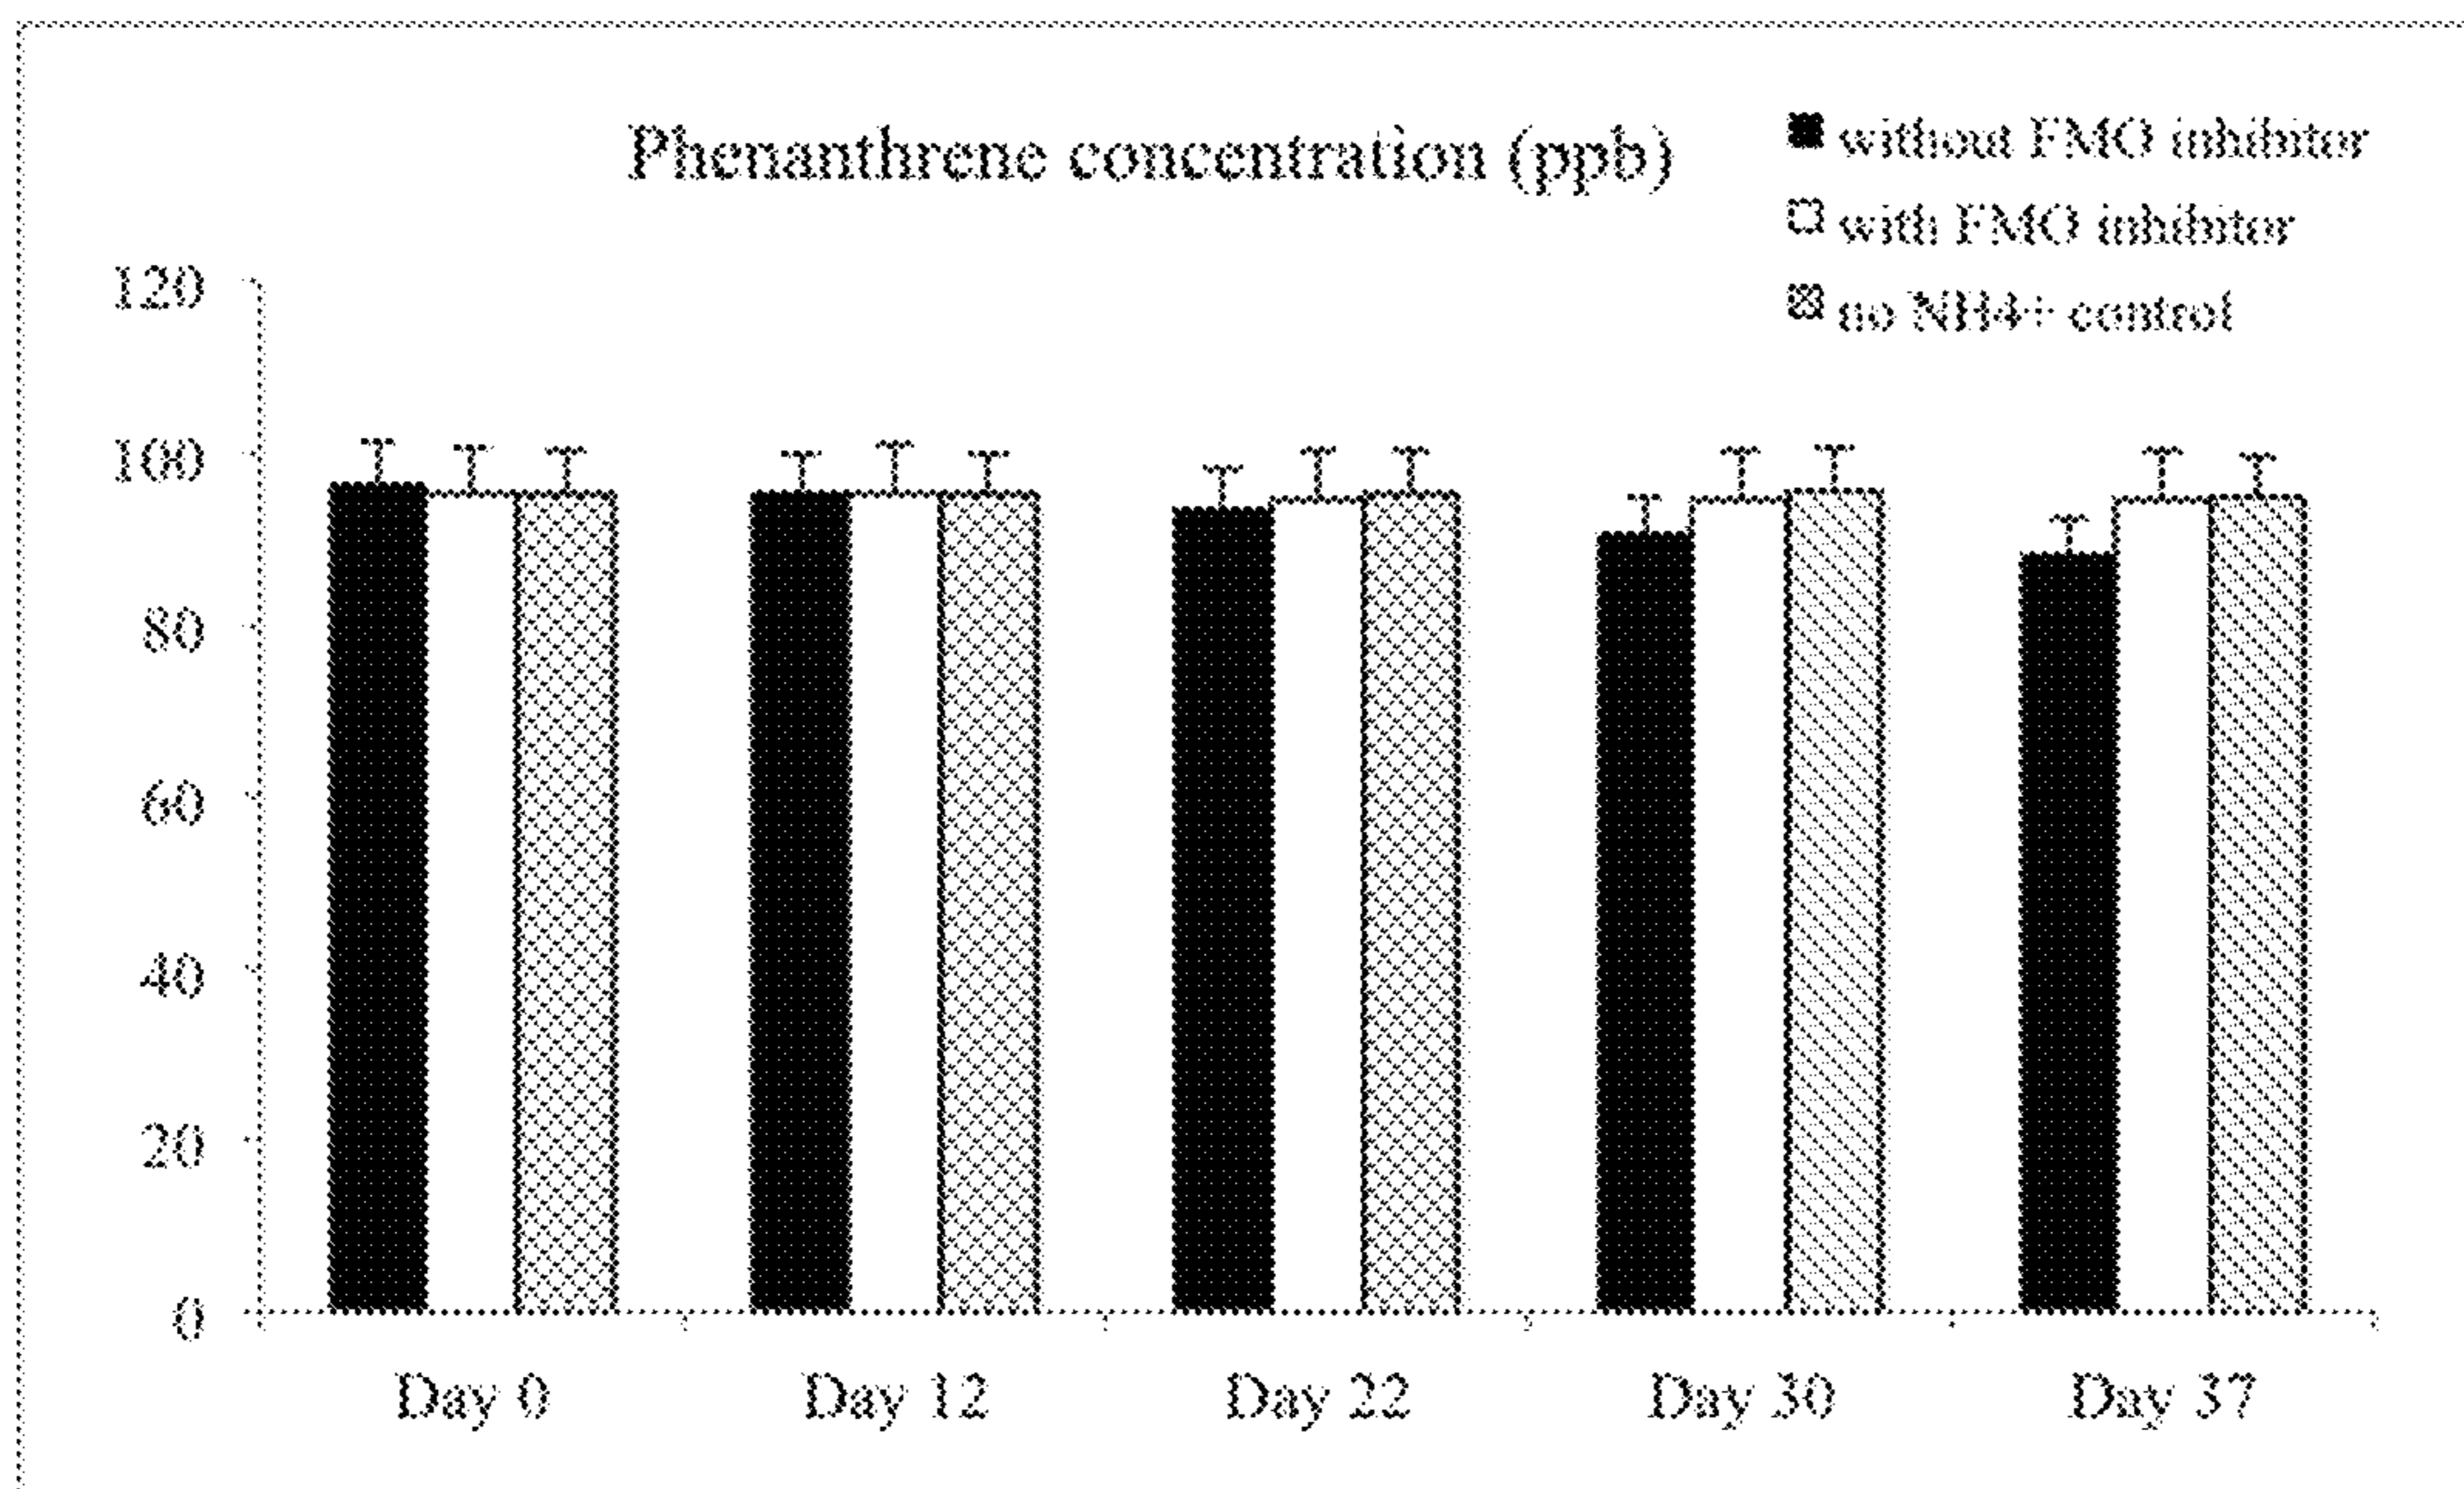 Phenanthrene concentration (ppb)
without FMO inhibitor
with FMO inhibitor
no NH4+ control
120
100
80
60
40
20
0
Day 0
Day 12
Day 22
Day 30
Day 37